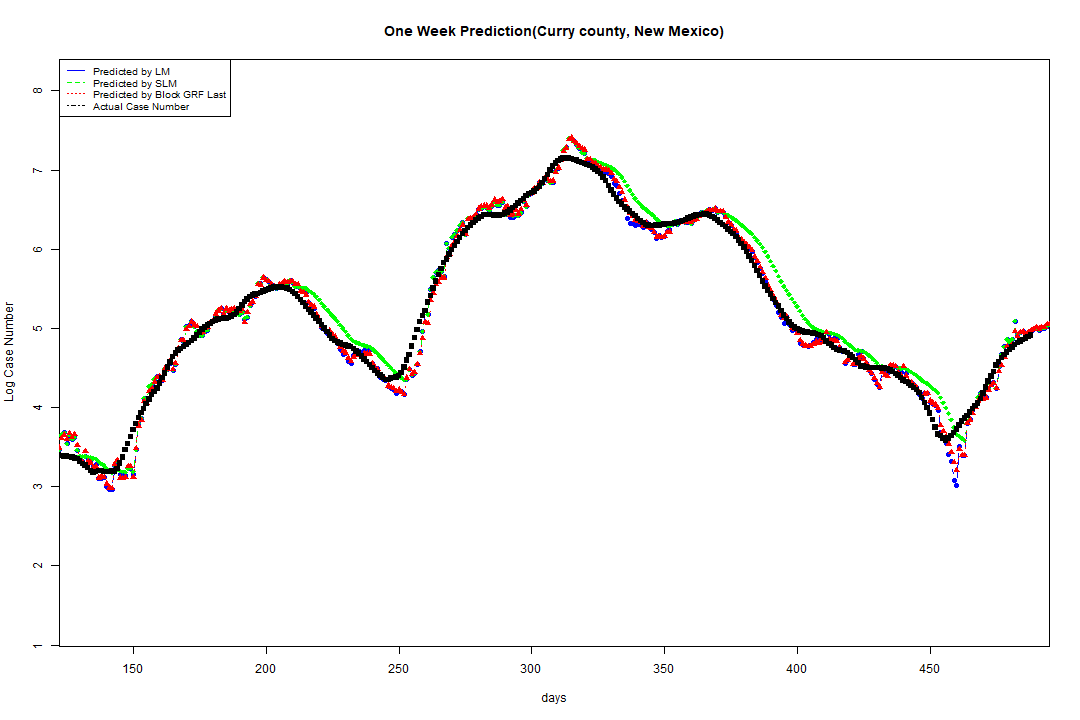 One Week Prediction(Curry county, New Mexico)
Predicted by LM
Predicted by SLM
Predicted by Block GRF Last
Actual Case Number
8
7
6
5
4
3
2
1
Log Case Number
150 200 250 300 350 400 450
days